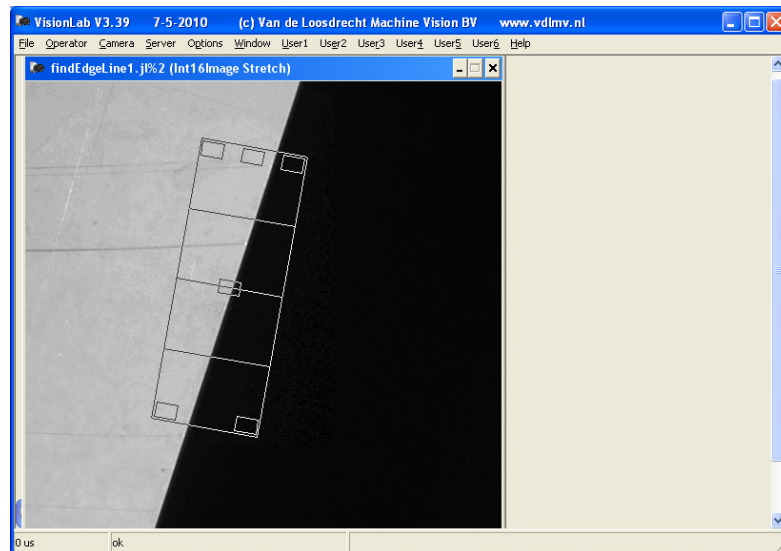 VisionLab V3.39 7-5-2010 (c) Van de Loosdrecht Machine Vision BV www.vdlmv.nl
File Operator Camera Server Options Window User1 User2 User3 User4 User5 User6 Help
findEdgeLine1.jl%2 (Int16Image Stretch)
0 us ok